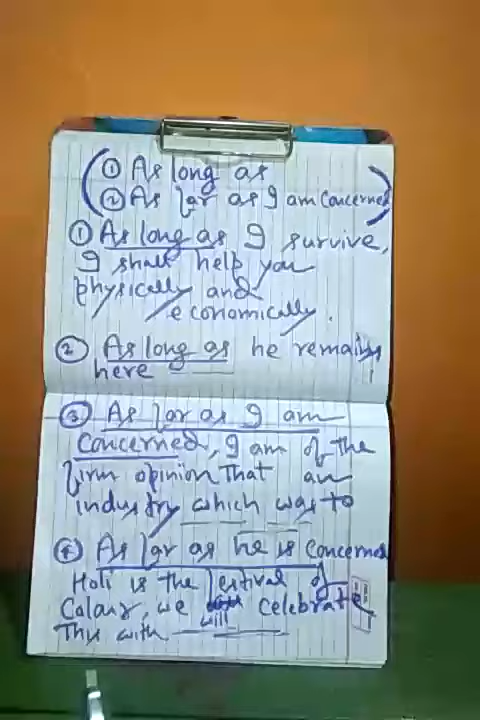 ① As long as
② As far as I am Concerned
① As long as I survive,
I shall help you
physically and
economically.
② As long as he remains
here
③ As far as I am
Concerned, I am of the
firm opinion that an
industry which was to
④ As far as he is Concerned
Holi is the festival of
Colour, we celebrate
will
This with